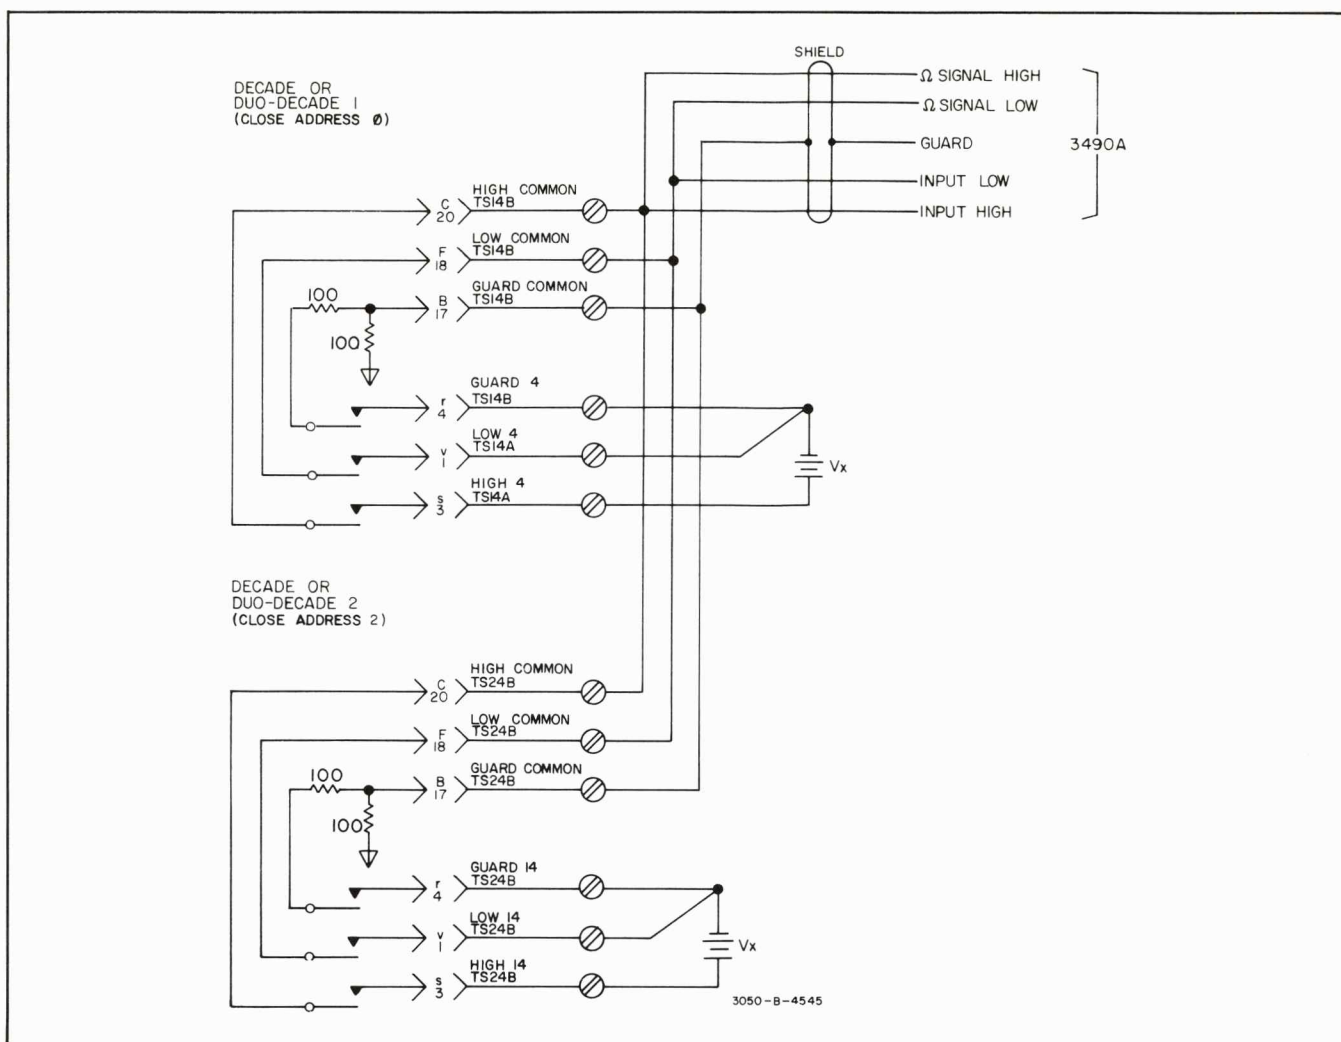 SHIELD
Ω SIGNAL HIGH
Ω SIGNAL LOW
GUARD
INPUT LOW
INPUT HIGH
3490A
DECADE OR
DUO-DECADE 1
(CLOSE ADDRESS Ø)
C
20
HIGH COMMON
TS14B
F
18
LOW COMMON
TS14B
100
100
B
17
GUARD COMMON
TS14B
r
4
GUARD 4
TS14B
v
1
LOW 4
TS14A
s
3
HIGH 4
TS14A
Vx
DECADE OR
DUO-DECADE 2
(CLOSE ADDRESS 2)
C
20
HIGH COMMON
TS24B
F
18
LOW COMMON
TS24B
100
100
B
17
GUARD COMMON
TS24B
r
4
GUARD 14
TS24B
v
1
LOW 14
TS24B
s
3
HIGH 14
TS24B
Vx
3050-B-4545